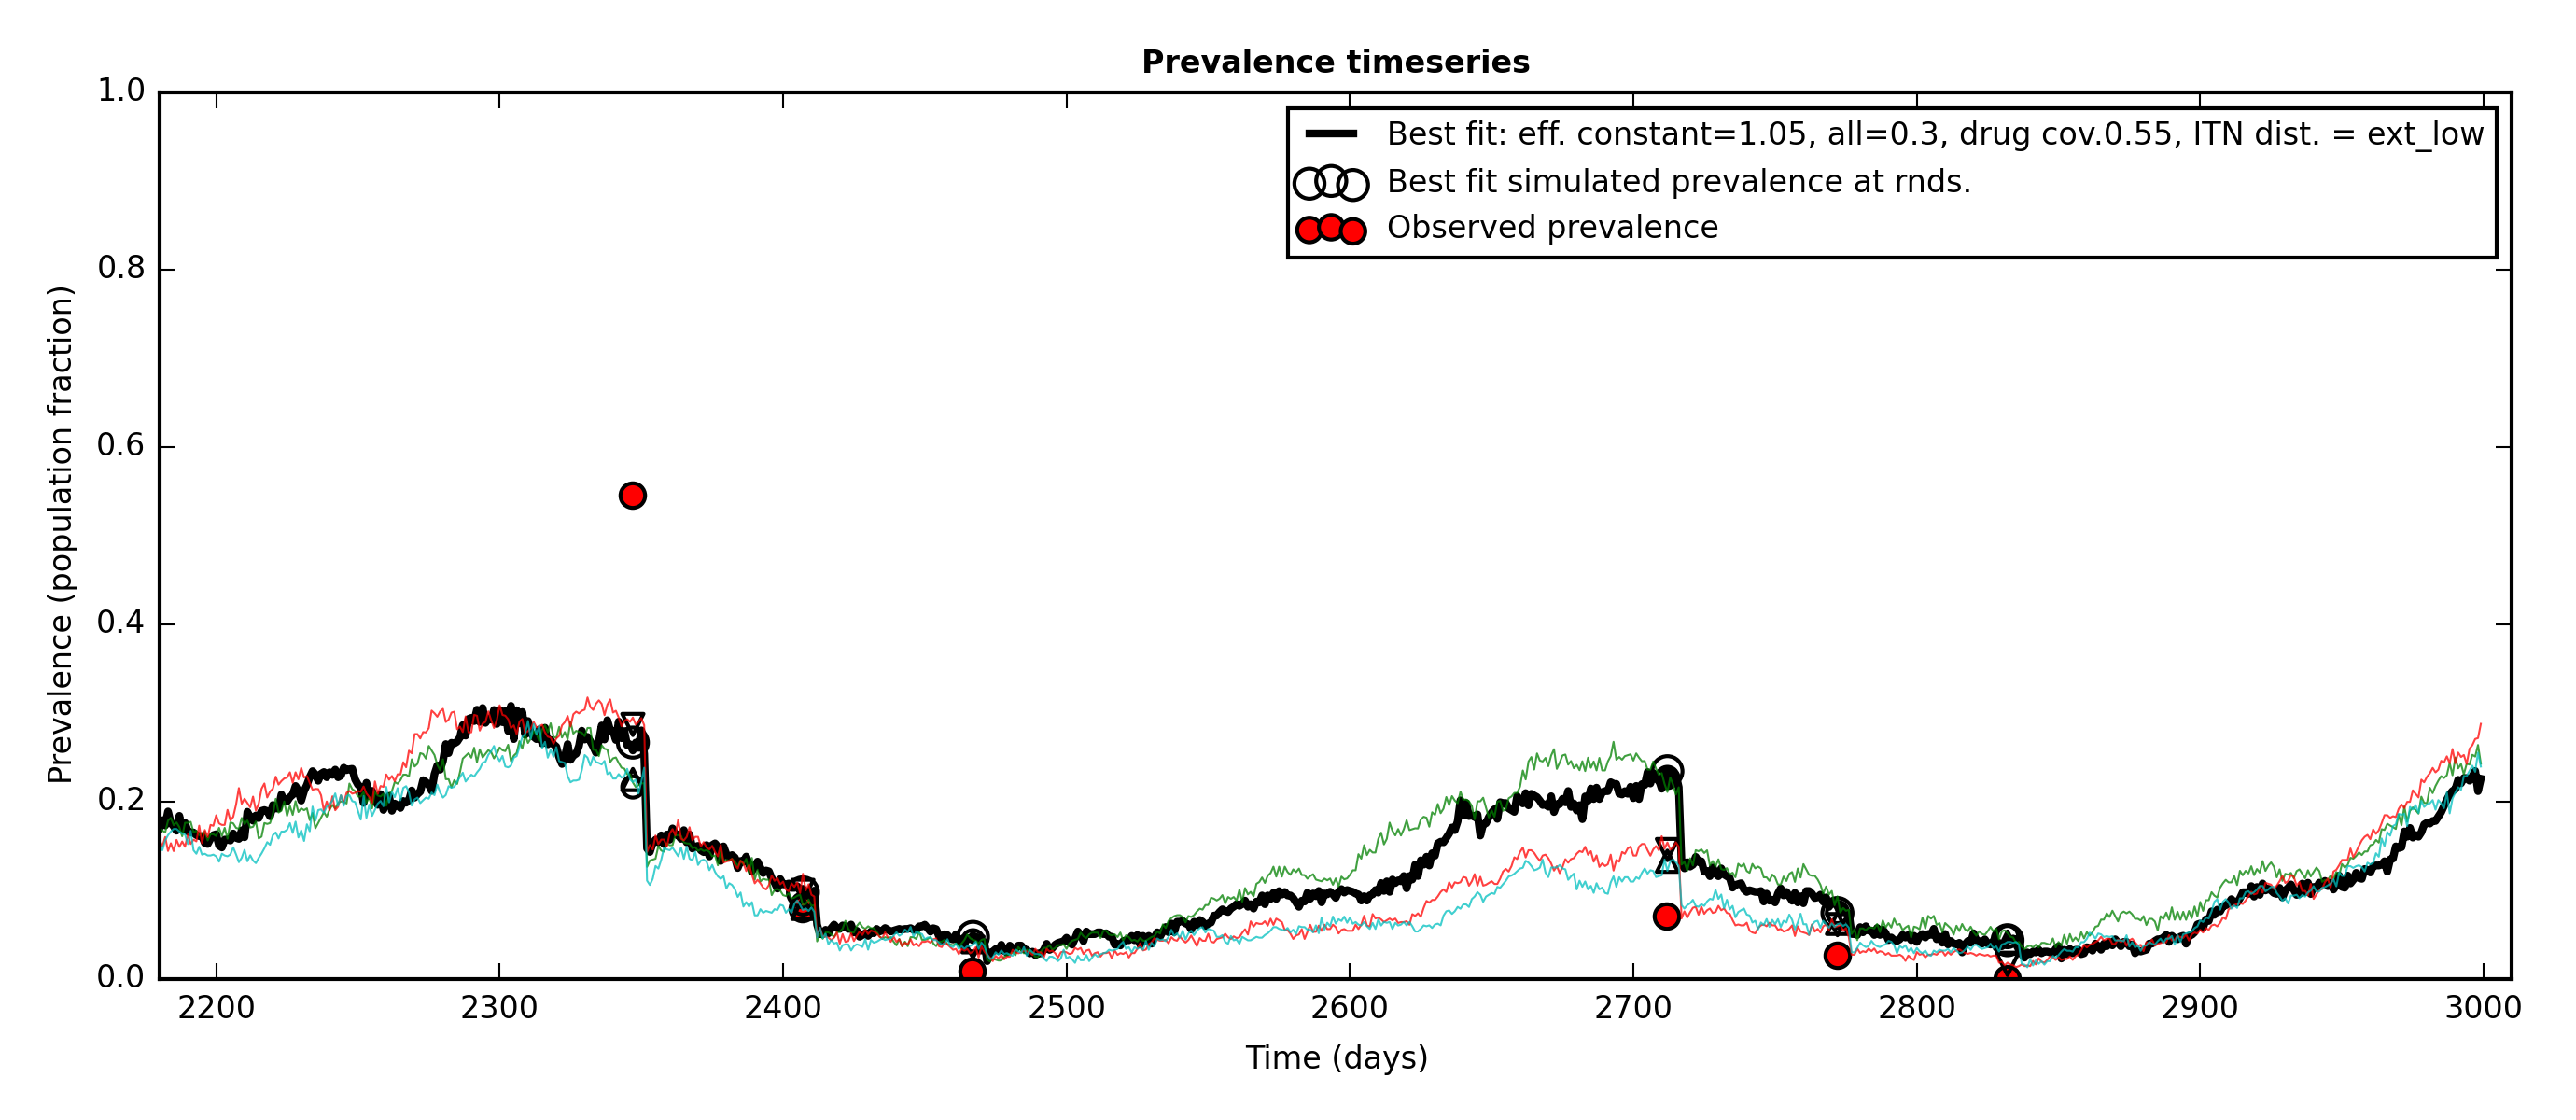 Prevalence timeseries
1.0
0.8
0.6
0.4
0.2
0.0
Prevalence (population fraction)
Best fit: eff. constant=1.05, all=0.3, drug cov.0.55, ITN dist. = ext_low
Best fit simulated prevalence at rnds.
Observed prevalence
2200 2300 2400 2500 2600 2700 2800 2900 3000
Time (days)